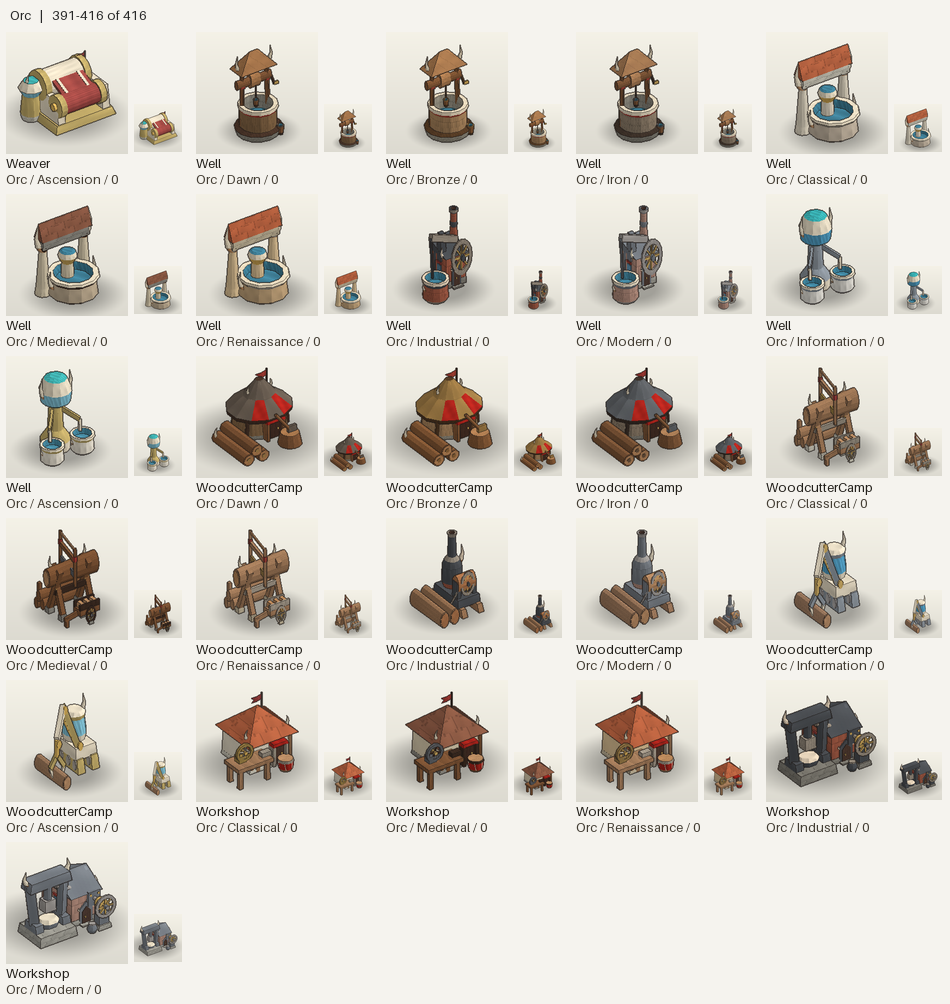 Orc | 391-416 of 416
Weaver
Orc / Ascension / 0
Well
Orc / Dawn / 0
Well
Orc / Bronze / 0
Well
Orc / Iron / 0
Well
Orc / Classical / 0
Well
Orc / Medieval / 0
Well
Orc / Renaissance / 0
Well
Orc / Industrial / 0
Well
Orc / Modern / 0
Well
Orc / Information / 0
Well
Orc / Ascension / 0
WoodcutterCamp
Orc / Dawn / 0
WoodcutterCamp
Orc / Bronze / 0
WoodcutterCamp
Orc / Iron / 0
WoodcutterCamp
Orc / Classical / 0
WoodcutterCamp
Orc / Medieval / 0
WoodcutterCamp
Orc / Renaissance / 0
WoodcutterCamp
Orc / Industrial / 0
WoodcutterCamp
Orc / Modern / 0
WoodcutterCamp
Orc / Information / 0
WoodcutterCamp
Orc / Ascension / 0
Workshop
Orc / Classical / 0
Workshop
Orc / Medieval / 0
Workshop
Orc / Renaissance / 0
Workshop
Orc / Industrial / 0
Workshop
Orc / Modern / 0